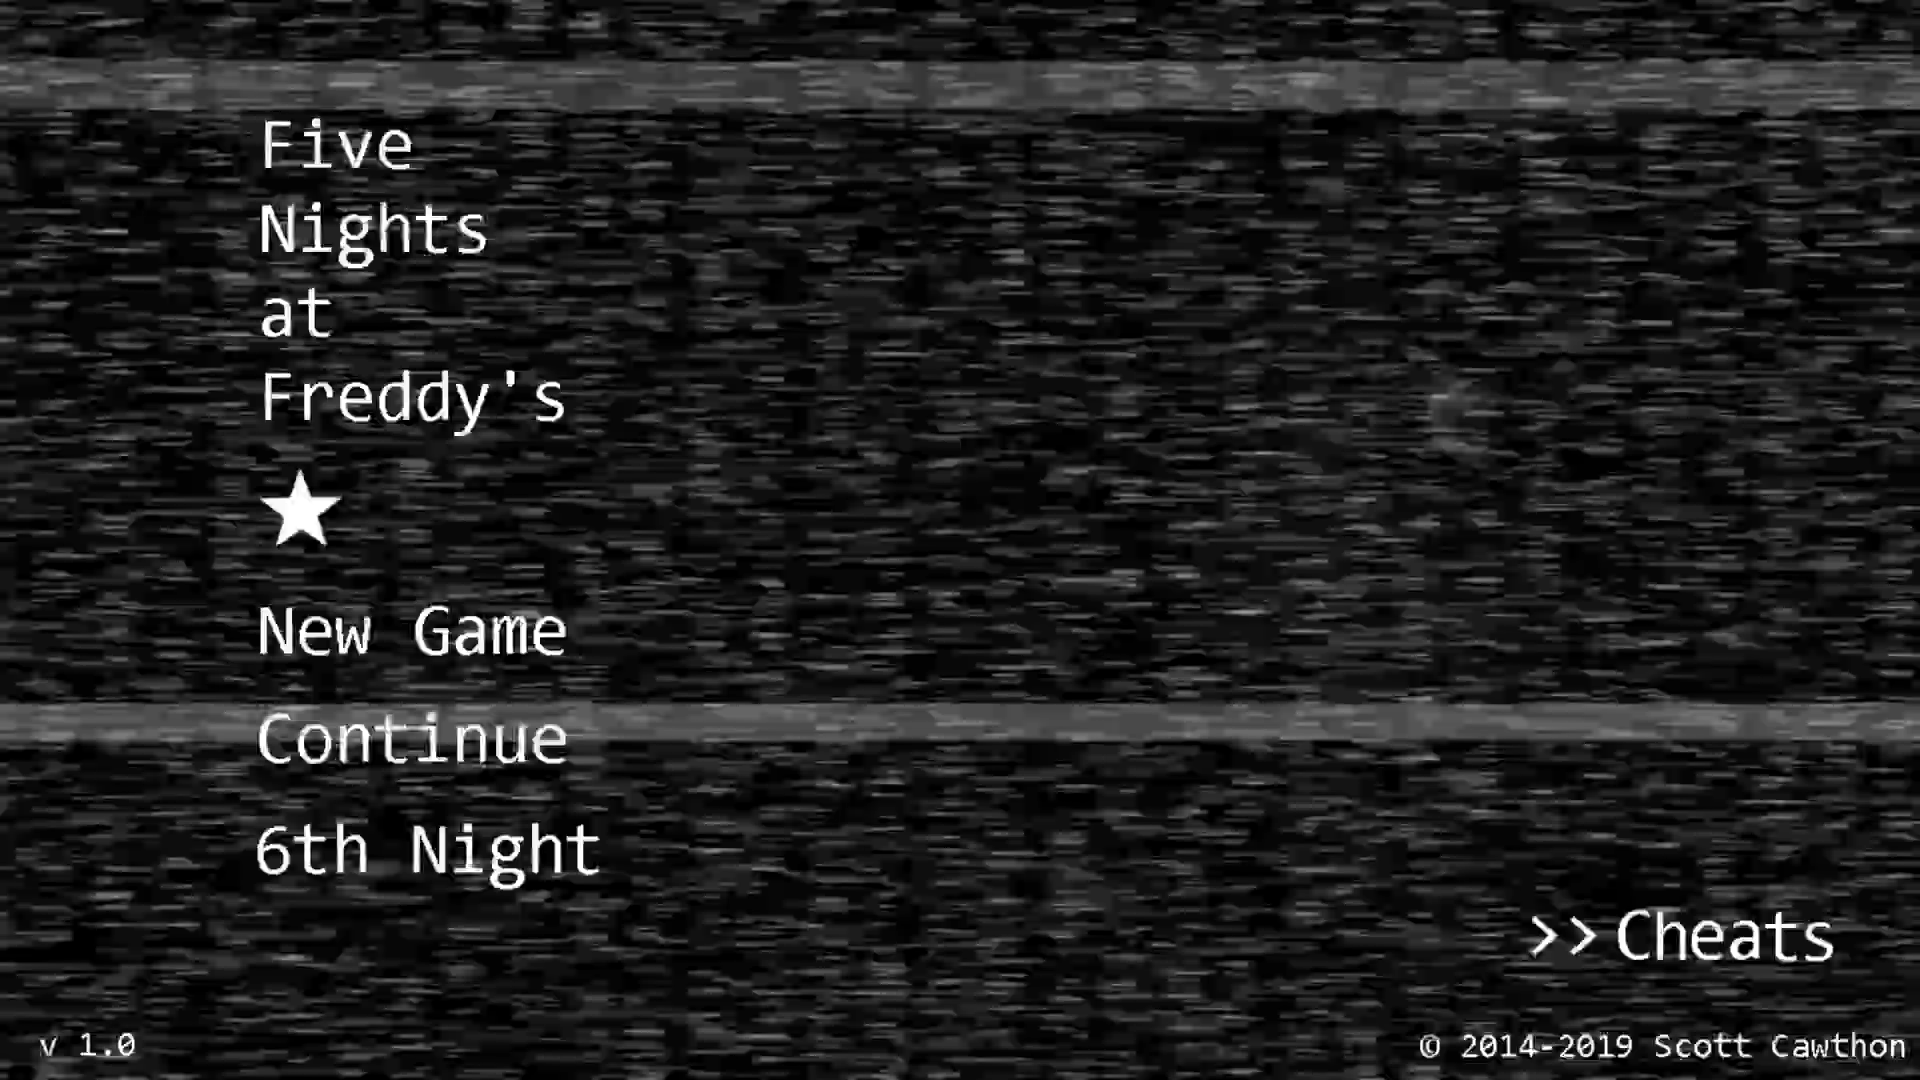 Five
Nights
at
Freddy's
New Game
Continue
6th Night
>>Cheats
v 1.0
© 2014-2019 Scott Cawthon